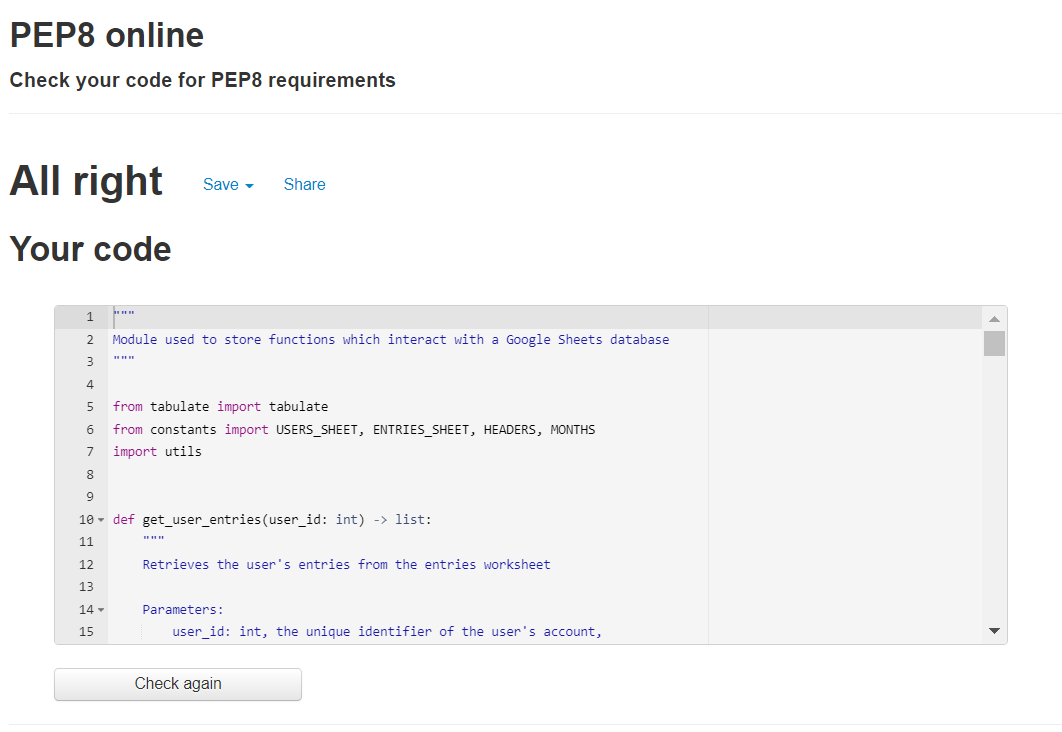 PEP8 online
Check your code for PEP8 requirements
All right Save Share
Your code
1 """
2 Module used to store functions which interact with a Google Sheets database
3 """
4
5 from tabulate import tabulate
6 from constants import USERS_SHEET, ENTRIES_SHEET, HEADERS, MONTHS
7 import utils
8
9
10 def get_user_entries(user_id: int) -> list:
11     """
12     Retrieves the user's entries from the entries worksheet
13
14     Parameters:
15         user_id: int, the unique identifier of the user's account,
Check again